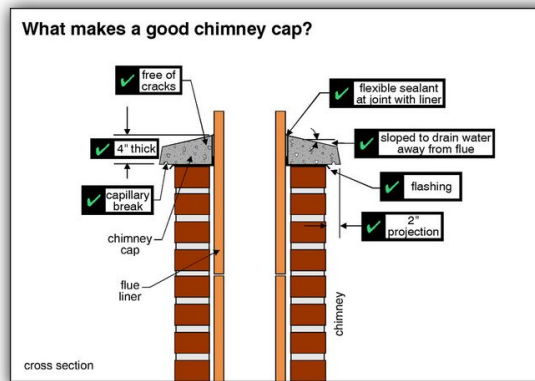 What makes a good chimney cap?
free of
cracks
flexible sealant
at joint with liner
4" thick
sloped to drain water
away from flue
capillary
break
flashing
2"
projection
chimney
cap
flue
liner
chimney
cross section